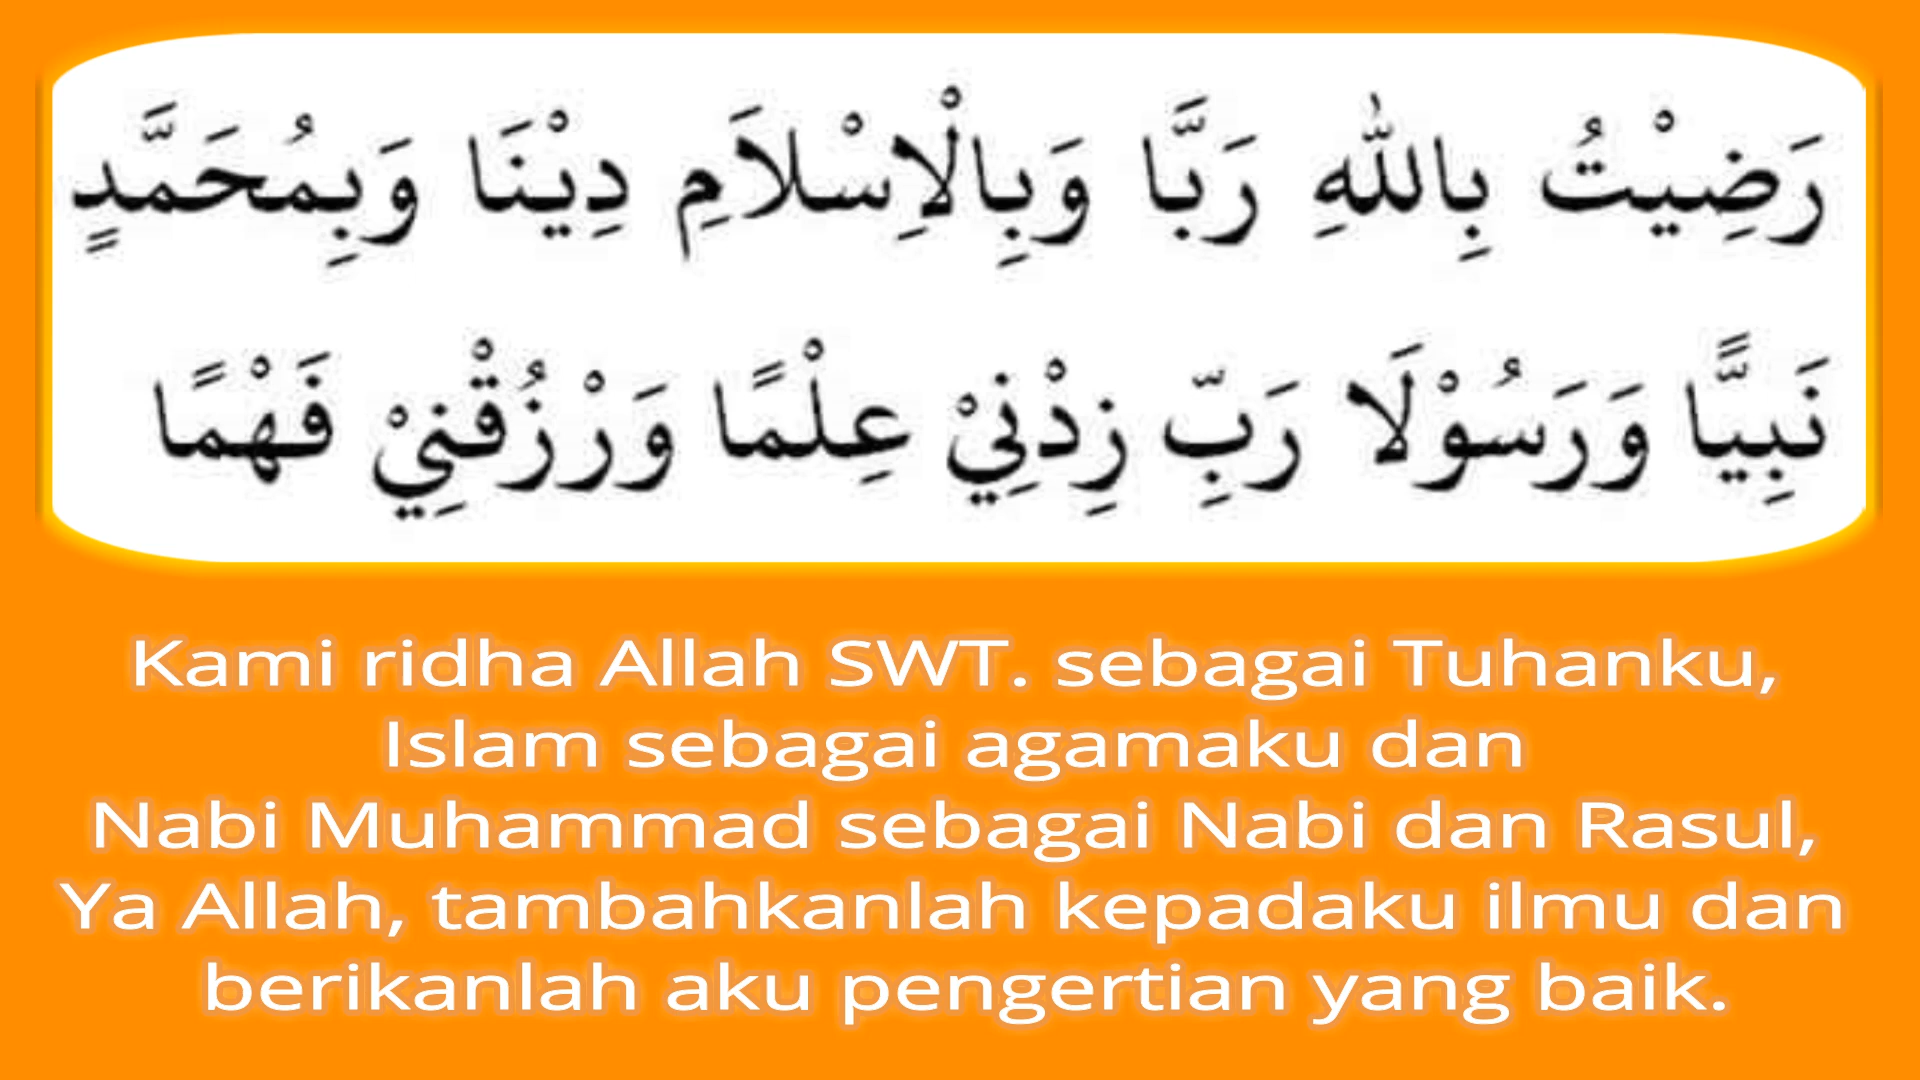 رَضِيْتُ بِاللهِ رَبَّا وَبِالْاِسْلاَمِ دِيْنَا وَبِمُحَمَّدٍ
نَبِيًّا وَرَسُوْلَا رَبِّ زِدْنِيْ عِلْمًا وَرْزُقْنِيْ فَهْمًا
Kami ridha Allah SWT. sebagai Tuhanku,
Islam sebagai agamaku dan
Nabi Muhammad sebagai Nabi dan Rasul,
Ya Allah, tambahkanlah kepadaku ilmu dan
berikanlah aku pengertian yang baik.